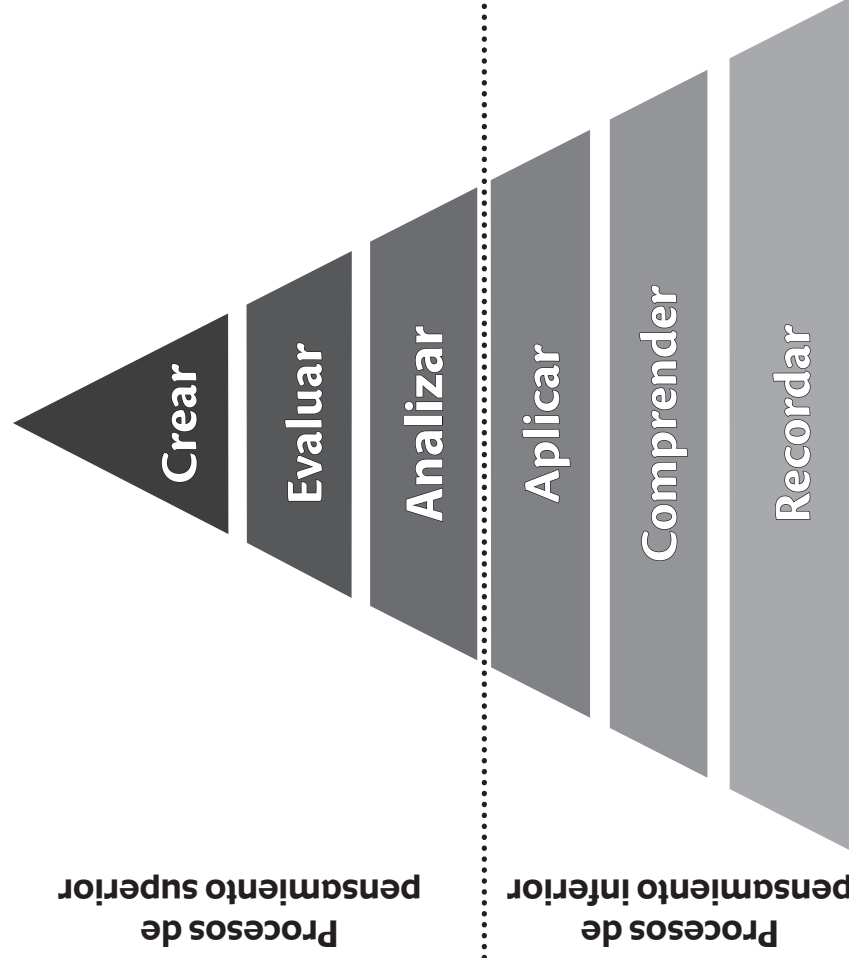 Crear
Evaluar
Analizar
Aplicar
Comprender
Recordar
Procesos de
pensamiento superior
Procesos de
pensamiento inferior